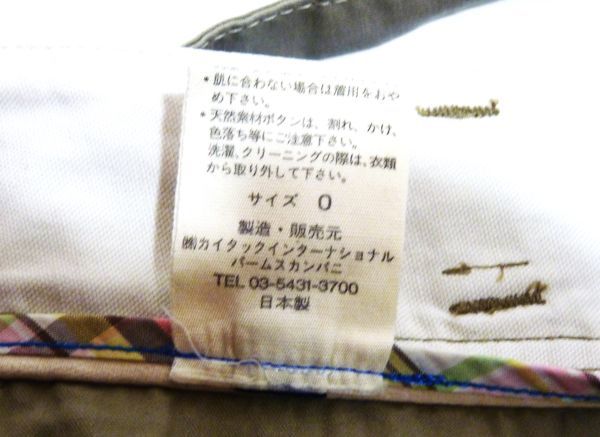 *肌に合わない場合は着用をおや
め下さい。
*天然素材ボタンは、割れ、かけ、
色落ち等にご注意下さい。
洗濯、クリーニングの際は、衣類
から取り外して下さい。
サイズ 0
製造・販売元
㈱カイタックインターナショナル
パームスカンパニ
TEL 03-5431-3700
日本製